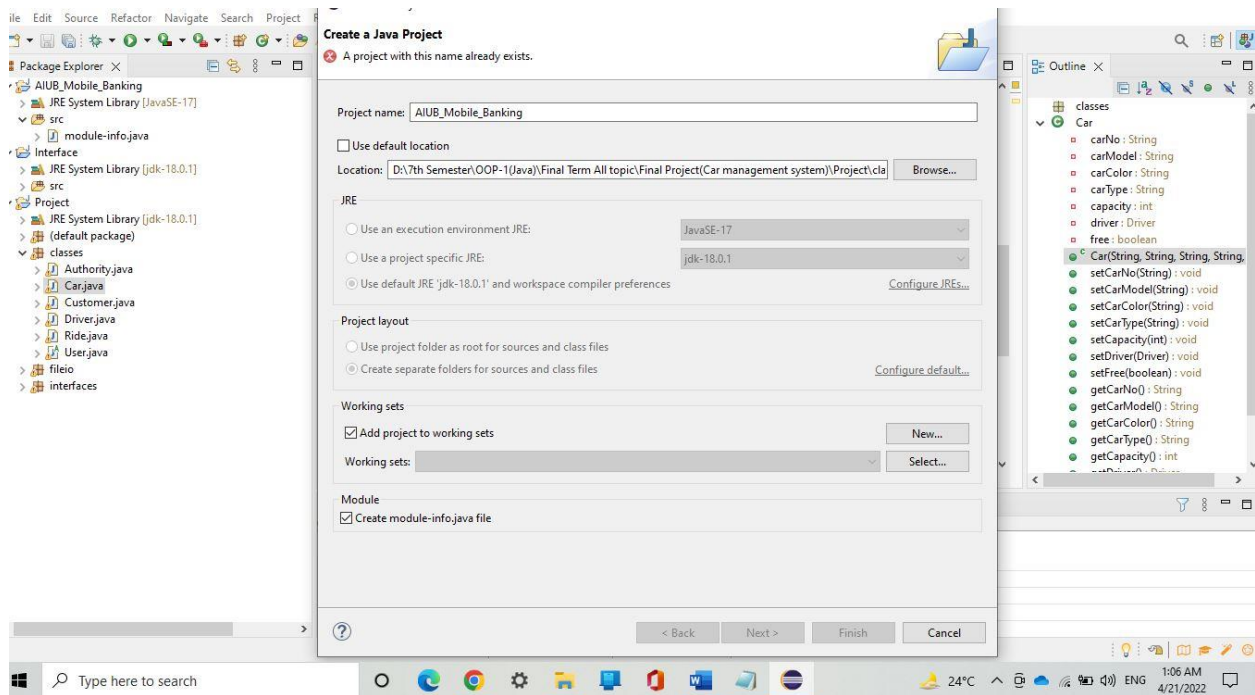 ile Edit Source Refactor Navigate Search Project
Package Explorer
AIUB_Mobile_Banking
JRE System Library [JavaSE-17]
src
module-info.java
Interface
JRE System Library [jdk-18.0.1]
src
Project
JRE System Library [jdk-18.0.1]
(default package)
classes
Authority.java
Car.java
Customer.java
Driver.java
Ride.java
User.java
fileio
interfaces
Create a Java Project
A project with this name already exists.
Project name: AIUB_Mobile_Banking
Use default location
Location: D:\7th Semester\OOP-1(Java)\Final Term All topic\Final Project(Car management system)\Project\cla Browse...
JRE
Use an execution environment JRE: JavaSE-17
Use a project specific JRE: jdk-18.0.1
Use default JRE 'jdk-18.0.1' and workspace compiler preferences Configure JREs...
Project layout
Use project folder as root for sources and class files
Create separate folders for sources and class files Configure default...
Working sets
Add project to working sets New...
Working sets: Select...
Module
Create module-info.java file
< Back Next > Finish Cancel
Outline
classes
Car
carNo : String
carModel : String
carColor : String
carType : String
capacity : int
driver : Driver
free : boolean
Car(String, String, String, String,
setCarNo(String) : void
setCarModel(String) : void
setCarColor(String) : void
setCarType(String) : void
setCapacity(int) : void
setDriver(Driver) : void
setFree(boolean) : void
getCarNo() : String
getCarModel() : String
getCarColor() : String
getCarType() : String
getCapacity() : int
Type here to search
24°C ENG 1:06 AM
4/21/2022